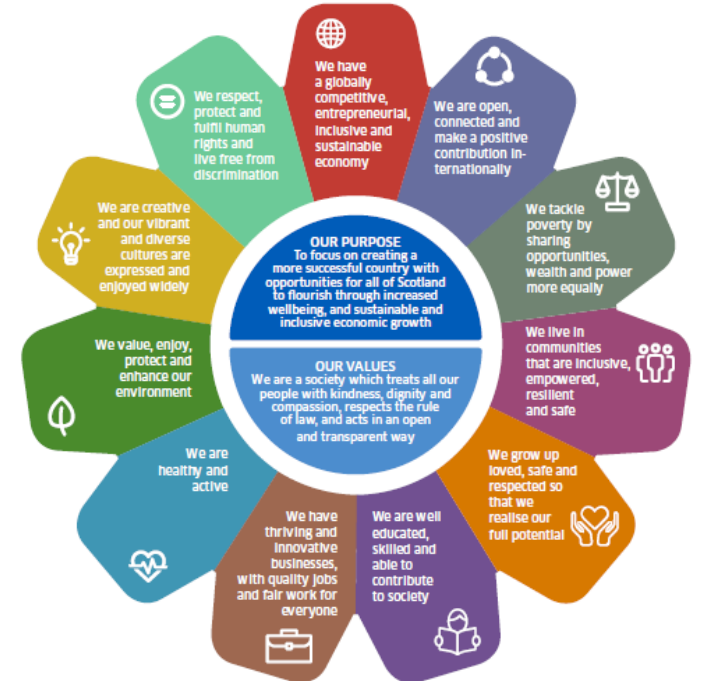 We have
a globally
competitive,
entrepreneurial,
inclusive and
sustainable
economy
We are open,
connected and
make a positive
contribution in-
ternationally
We tackle
poverty by
sharing
opportunities,
wealth and power
more equally
We live in
communities
that are inclusive,
empowered,
resilient
and safe
We grow up
loved, safe and
respected so
that we
realise our
full potential
We are well
educated,
skilled and
able to
contribute
to society
We have
thriving and
innovative
businesses,
with quality jobs
and fair work for
everyone
We are
healthy and
active
We value, enjoy,
protect and
enhance our
environment
We are creative
and our vibrant
and diverse
cultures are
expressed and
enjoyed widely
We respect,
protect and
fulfil human
rights and
live free from
discrimination
OUR PURPOSE
To focus on creating a
more successful country with
opportunities for all of Scotland
to flourish through increased
wellbeing, and sustainable and
inclusive economic growth
OUR VALUES
We are a society which treats all our
people with kindness, dignity and
compassion, respects the rule
of law, and acts in an open
and transparent way